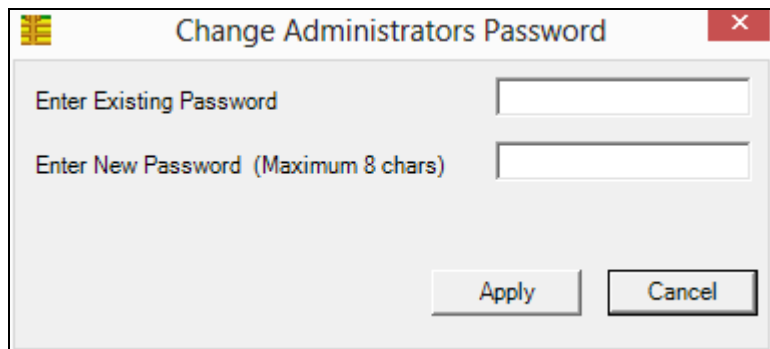 Change Administrators Password
Enter Existing Password
Enter New Password (Maximum 8 chars)
Apply Cancel